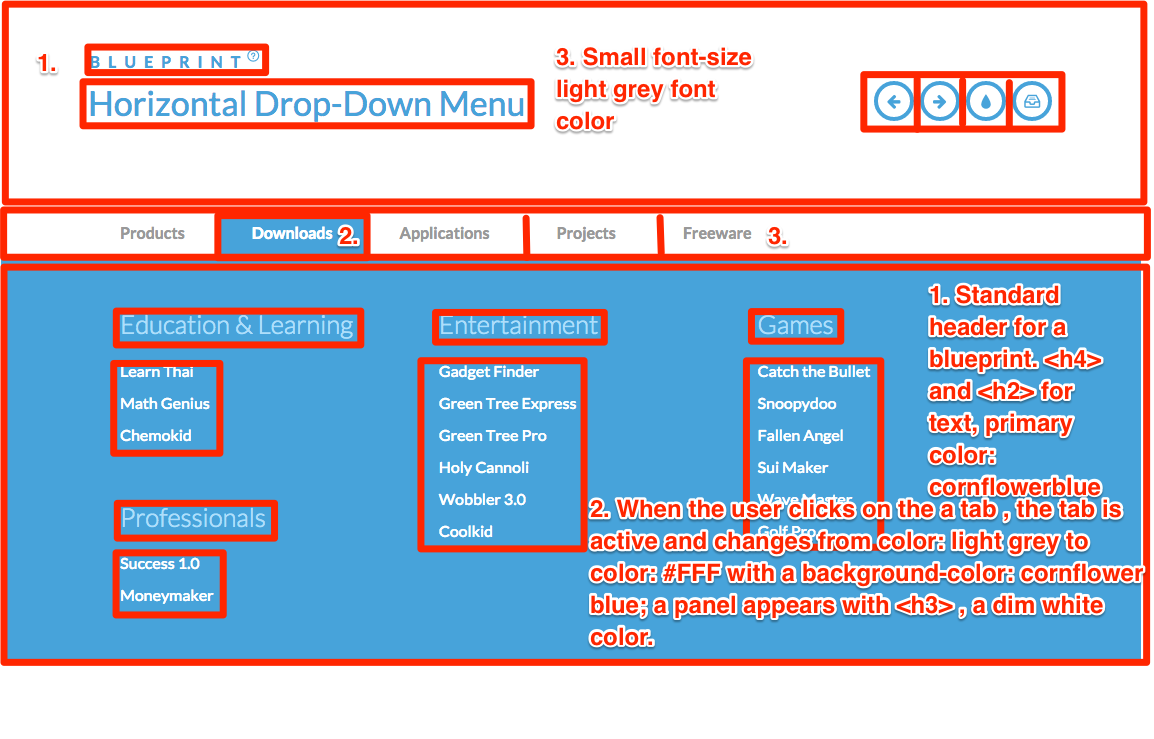 1.
BLUEPRINT?
Horizontal Drop-Down Menu
3. Small font-size
light grey font
color
Products
Downloads 2.
Applications
Projects
Freeware 3.
Education & Learning
Learn Thai
Math Genius
Chemokid
Professionals
Success 1.0
Moneymaker
Entertainment
Gadget Finder
Green Tree Express
Green Tree Pro
Holy Cannoli
Wobbler 3.0
Coolkid
Games
Catch the Bullet
Snoopydoo
Fallen Angel
Sui Maker
Wave Master
Golf Pro
1. Standard
header for a
blueprint. <h4>
and <h2> for
text, primary
color:
cornflowerblue
2. When the user clicks on the a tab , the tab is
active and changes from color: light grey to
color: #FFF with a background-color: cornflower
blue; a panel appears with <h3> , a dim white
color.